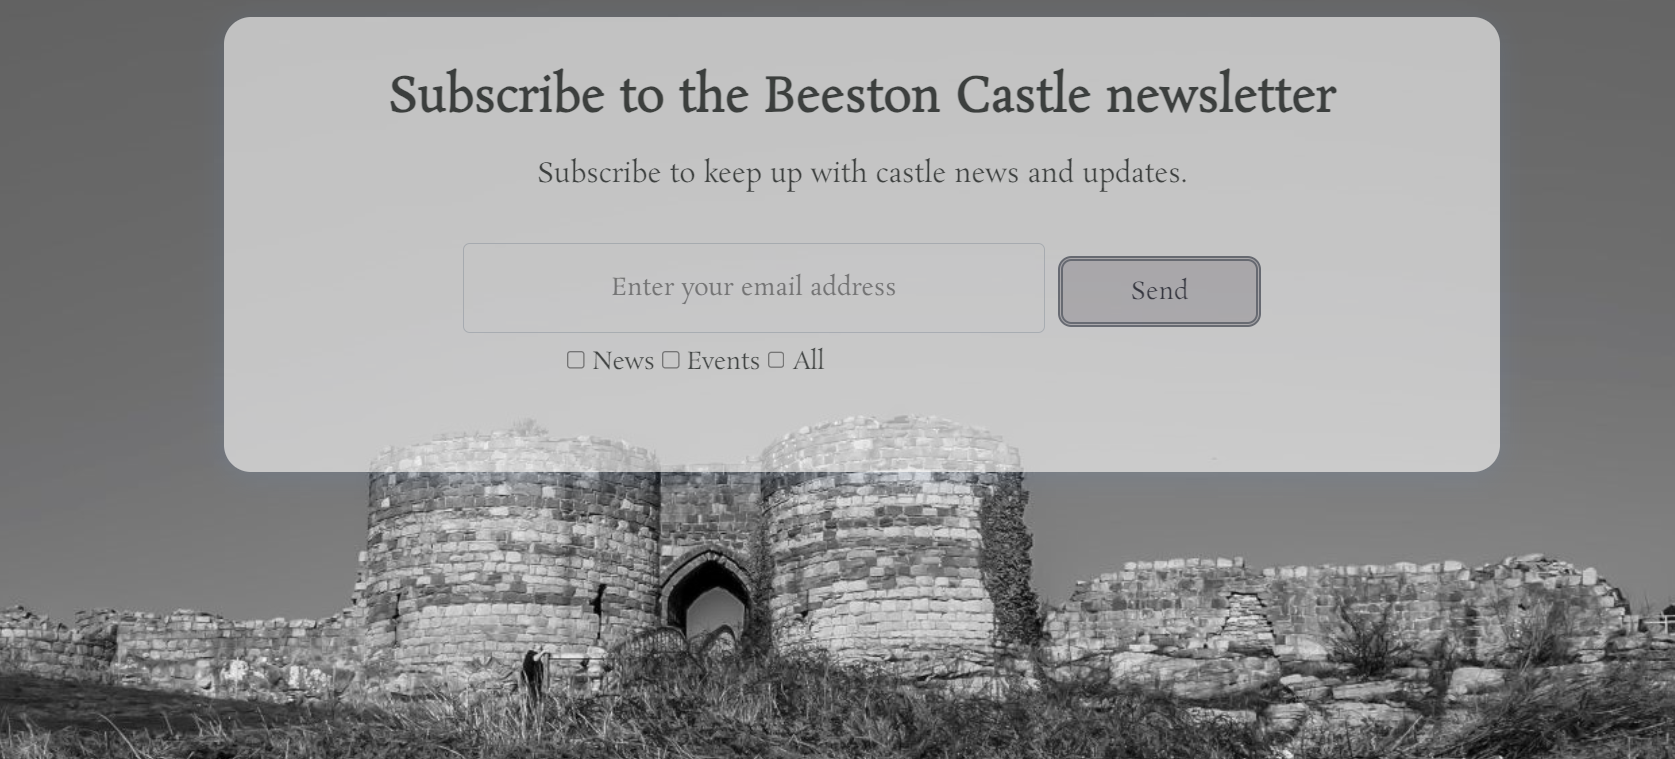 Subscribe to the Beeston Castle newsletter
Subscribe to keep up with castle news and updates.
Enter your email address
Send
News Events All